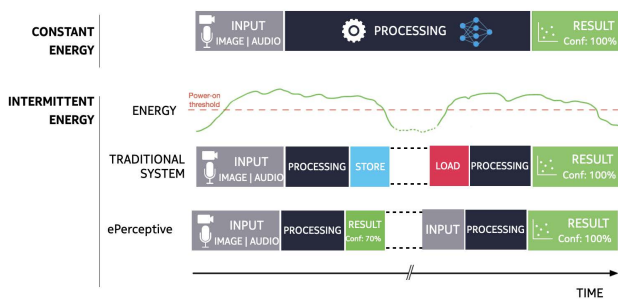 CONSTANT
ENERGY
INPUT
IMAGE | AUDIO
PROCESSING
RESULT
Conf: 100%
INTERMITTENT
ENERGY
Power-on
threshold
ENERGY
TRADITIONAL
SYSTEM
INPUT
IMAGE | AUDIO
PROCESSING
STORE
LOAD
PROCESSING
RESULT
Conf: 100%
ePerceptive
INPUT
IMAGE | AUDIO
PROCESSING
RESULT
Conf: 70%
INPUT
PROCESSING
RESULT
Conf: 100%
TIME